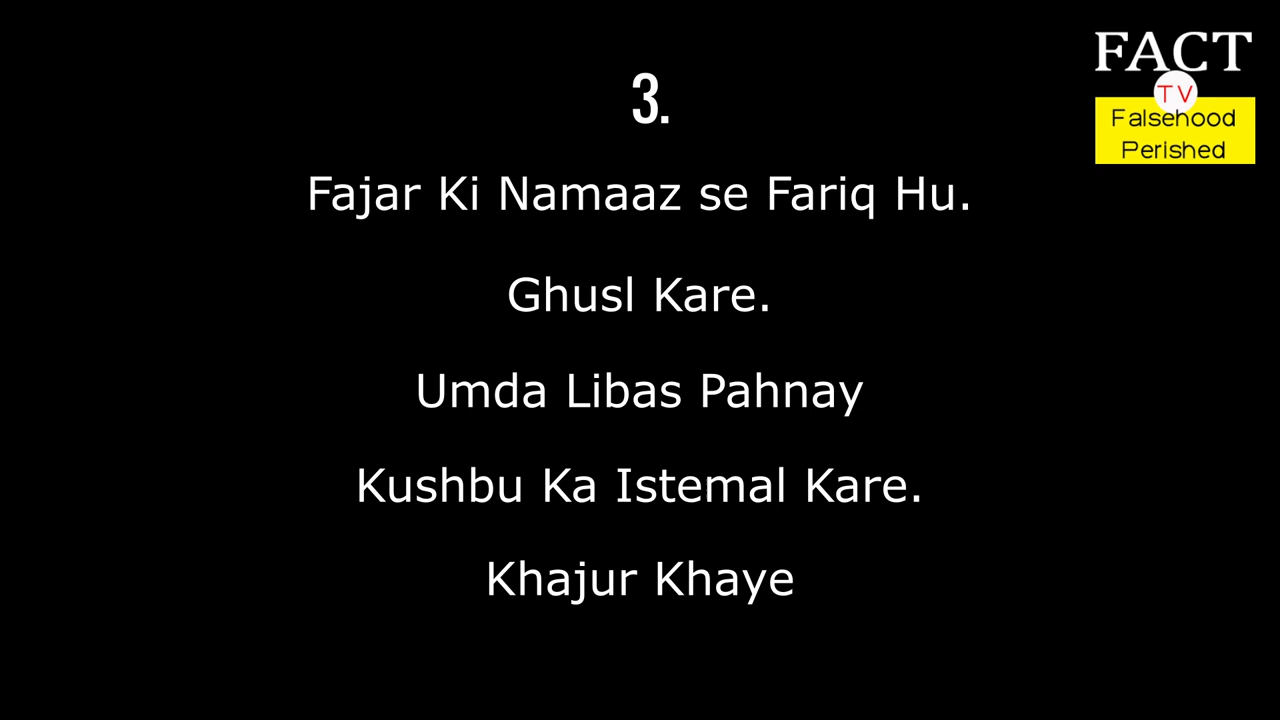 FACT
TV
Falsehood
Perished
3.
Fajar Ki Namaaz se Fariq Hu.
Ghusl Kare.
Umda Libas Pahnay
Kushbu Ka Istemal Kare.
Khajur Khaye